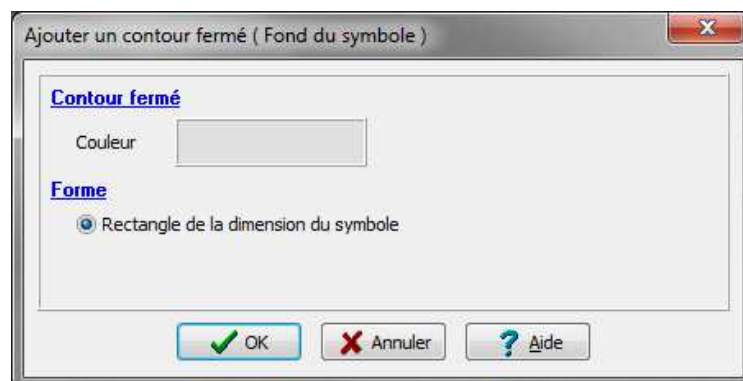 Ajouter un contour fermé ( Fond du symbole )
Contour fermé
Couleur
Forme
Rectangle de la dimension du symbole
OK Annuler Aide